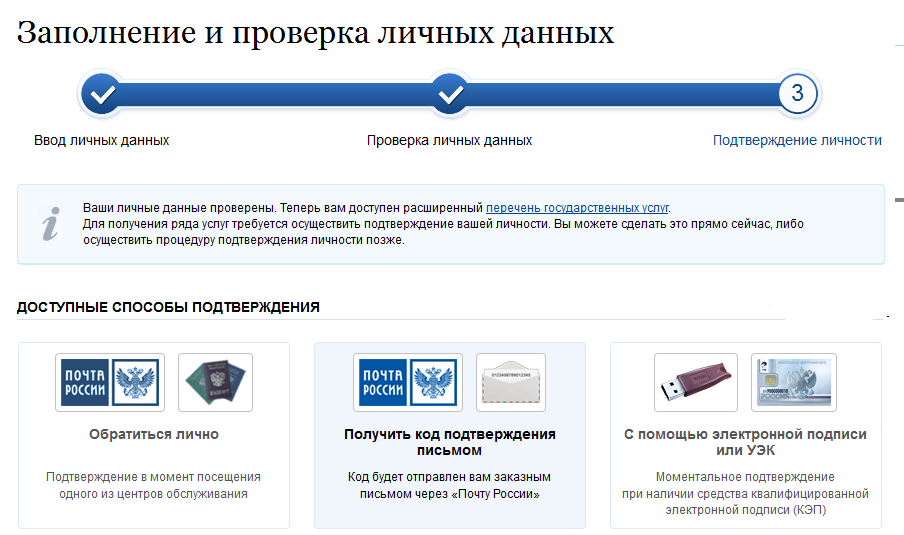 Заполнение и проверка личных данных
3
Ввод личных данных
Проверка личных данных
Подтверждение личности
Ваши личные данные проверены. Теперь вам доступен расширенный перечень государственных услуг.
Для получения ряда услуг требуется осуществить подтверждение вашей личности. Вы можете сделать это прямо сейчас, либо
осуществить процедуру подтверждения личности позже.
ДОСТУПНЫЕ СПОСОБЫ ПОДТВЕРЖДЕНИЯ
ПОЧТА
РОССИИ
Обратиться лично
Подтверждение в момент посещения
одного из центров обслуживания
ПОЧТА
РОССИИ
01234567890012345
Получить код подтверждения
письмом
Код будет отправлен вам заказным
письмом через «Почту России»
С помощью электронной подписи
или УЭК
Моментальное подтверждение
при наличии средства квалифицированной
электронной подписи (КЭП)